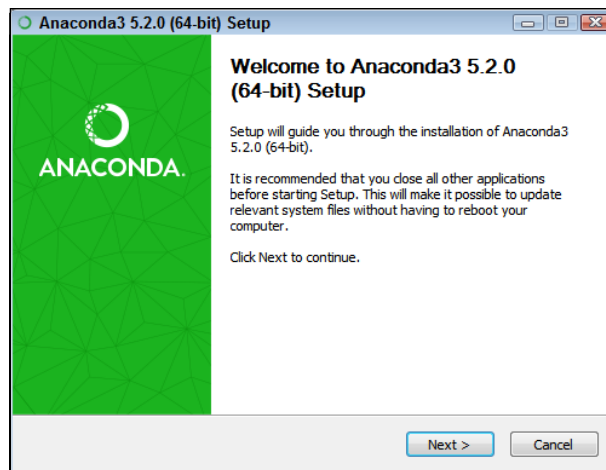 Anaconda3 5.2.0 (64-bit) Setup
Welcome to Anaconda3 5.2.0
(64-bit) Setup
Setup will guide you through the installation of Anaconda3
5.2.0 (64-bit).
It is recommended that you close all other applications
before starting Setup. This will make it possible to update
relevant system files without having to reboot your
computer.
Click Next to continue.
ANACONDA.
Next >
Cancel